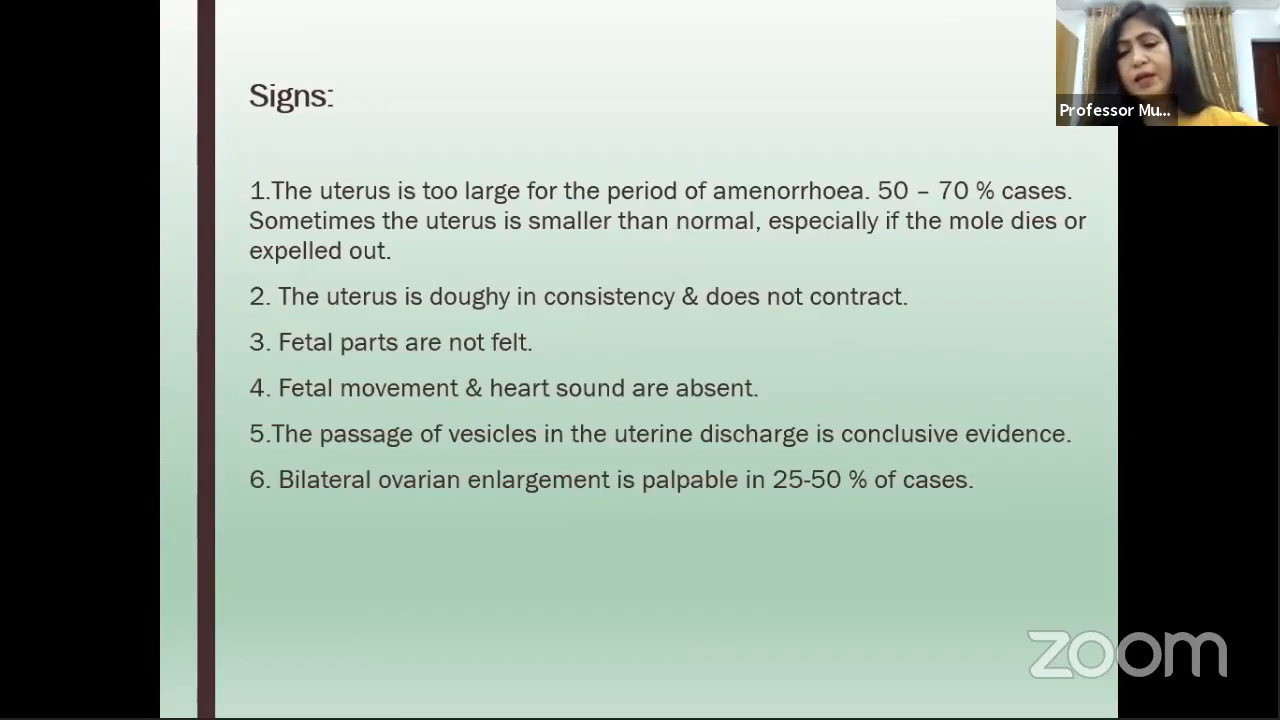 Signs:
Professor Mu...
1.The uterus is too large for the period of amenorrhoea. 50 – 70 % cases.
Sometimes the uterus is smaller than normal, especially if the mole dies or
expelled out.
2. The uterus is doughy in consistency & does not contract.
3. Fetal parts are not felt.
4. Fetal movement & heart sound are absent.
5.The passage of vesicles in the uterine discharge is conclusive evidence.
6. Bilateral ovarian enlargement is palpable in 25-50 % of cases.
zoom